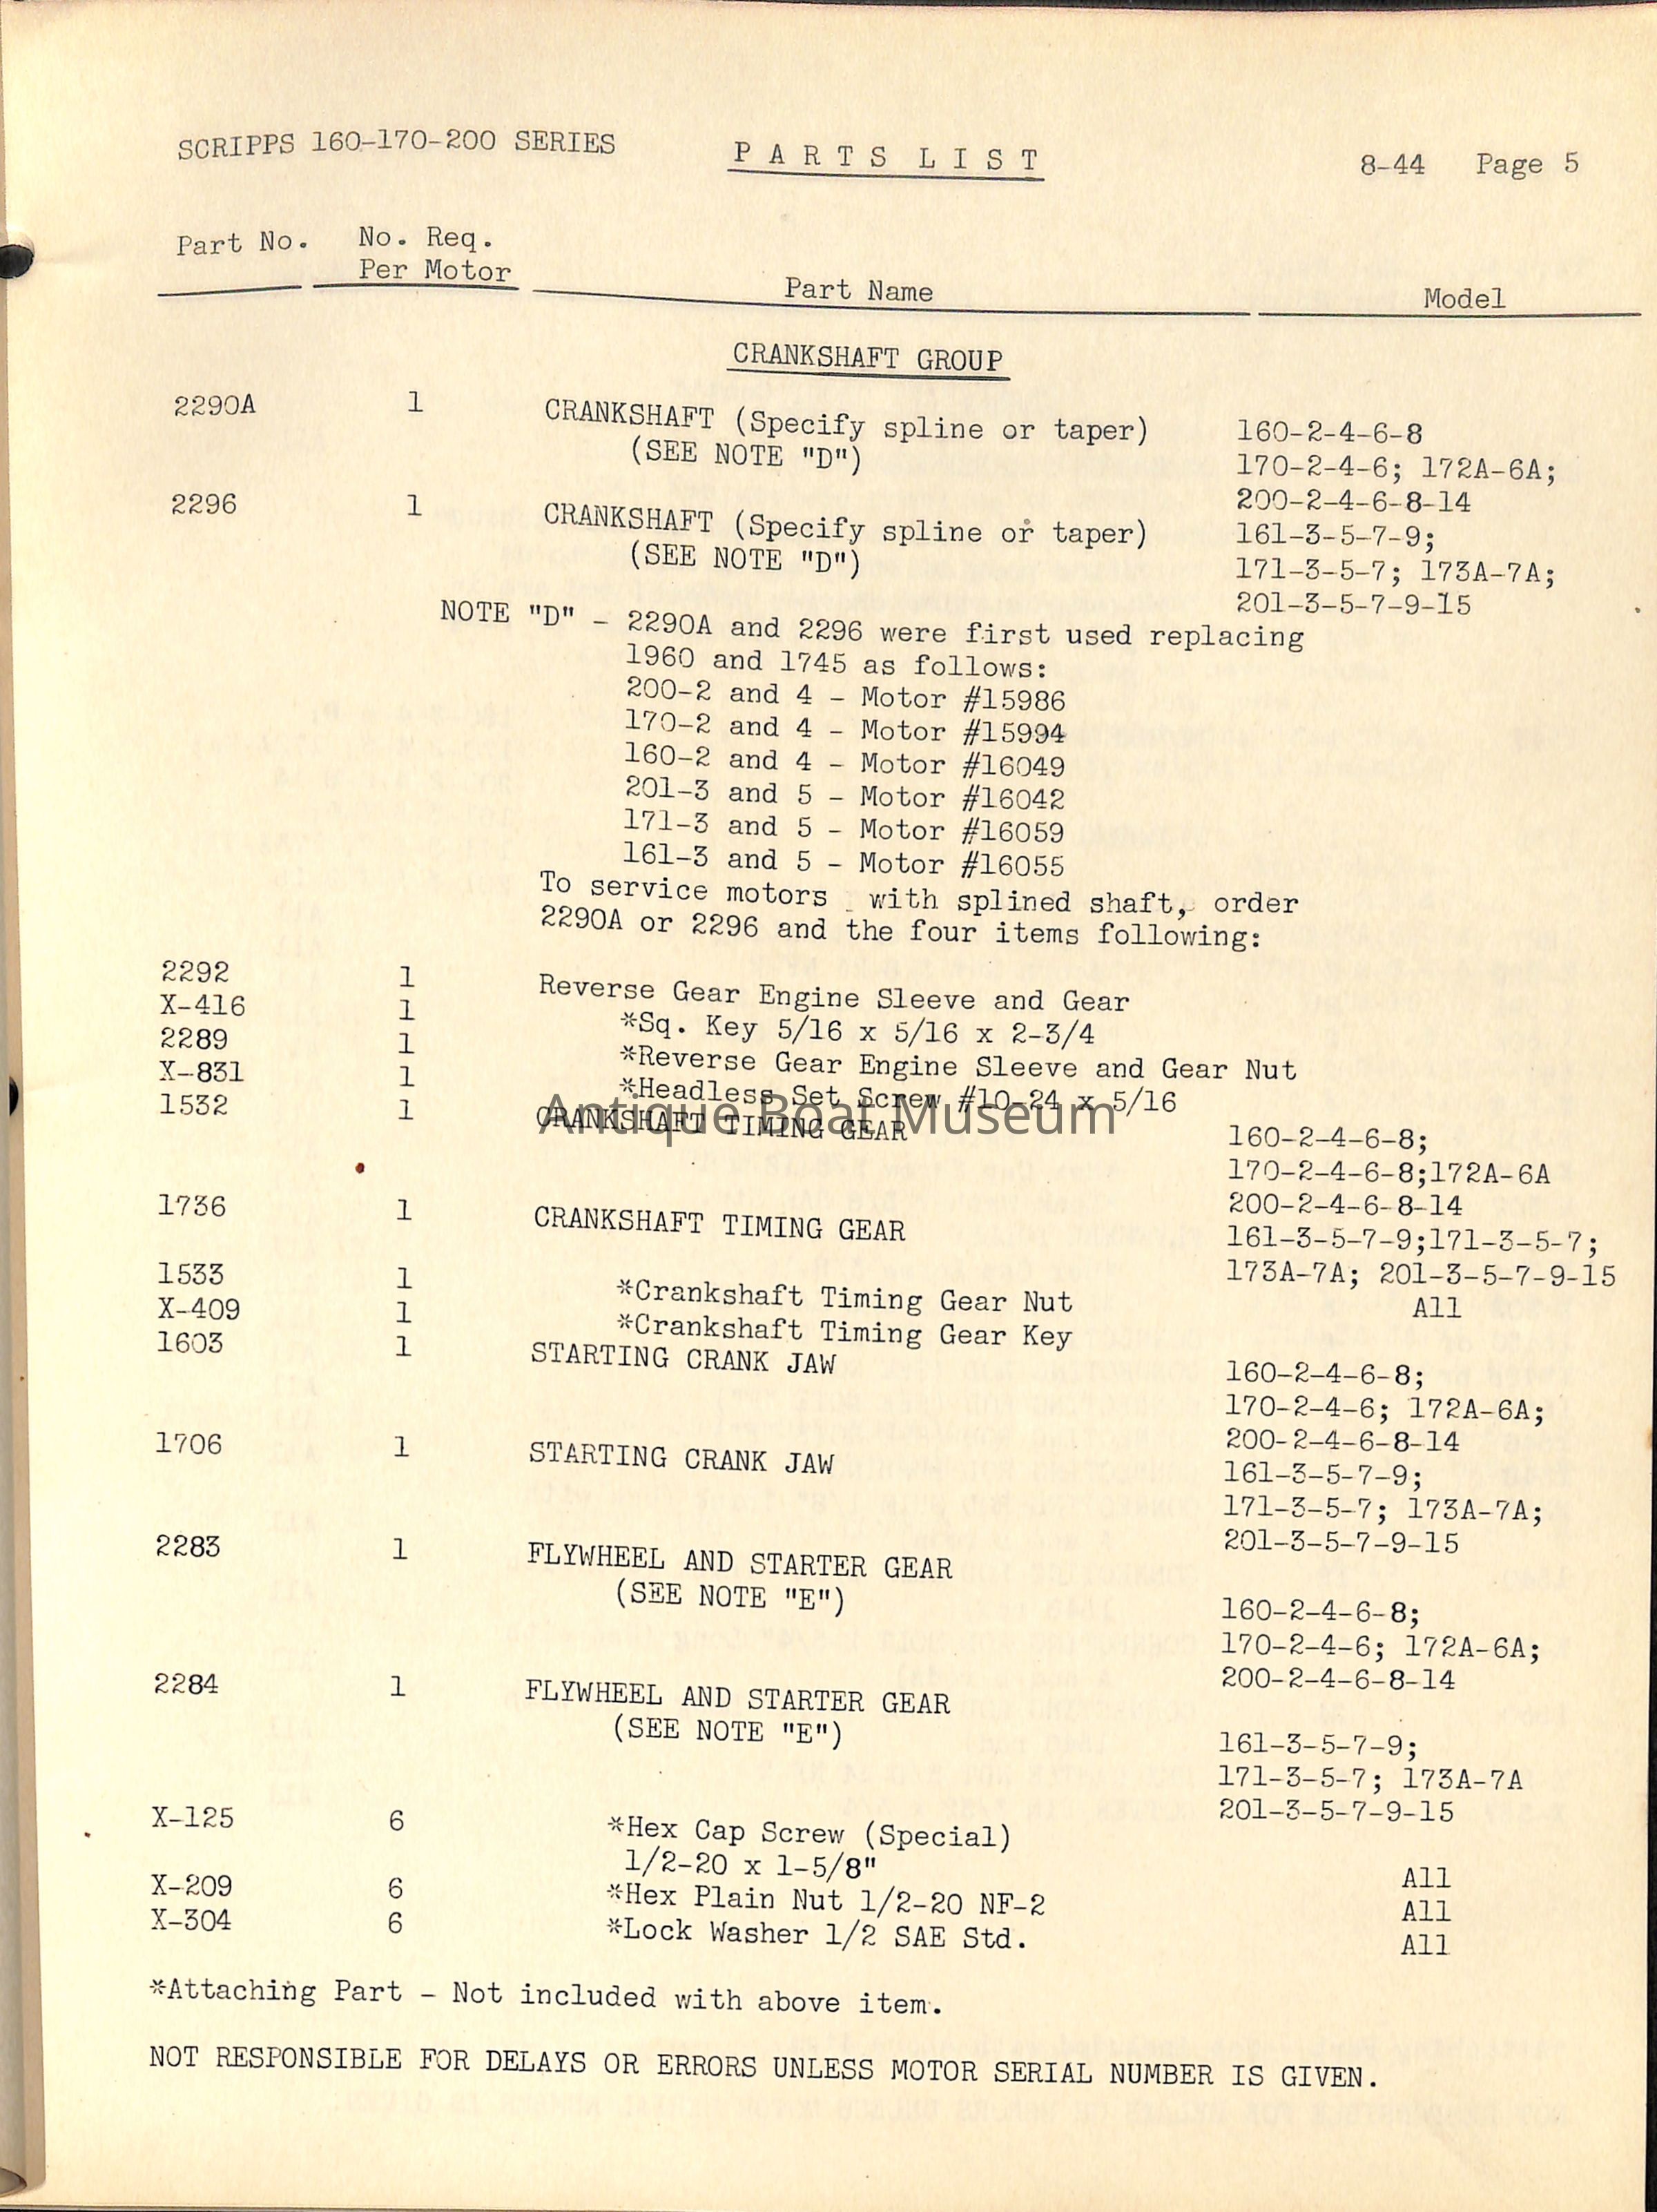 SCRIPPS 160-170-200 SERIES PARTS LIST 8-44 Page 5
Part No. No. Req. Per Motor Part Name Model
CRANKSHAFT GROUP
2290A 1 CRANKSHAFT (Specify spline or taper) 160-2-4-6-8
(SEE NOTE "D") 170-2-4-6; 172A-6A;
200-2-4-6-8-14
2296 1 CRANKSHAFT (Specify spline or taper) 161-3-5-7-9;
(SEE NOTE "D") 171-3-5-7; 173A-7A;
201-3-5-7-9-15
NOTE "D" - 2290A and 2296 were first used replacing
1960 and 1745 as follows:
200-2 and 4 - Motor #15986
170-2 and 4 - Motor #15994
160-2 and 4 - Motor #16049
201-3 and 5 - Motor #16042
171-3 and 5 - Motor #16059
161-3 and 5 - Motor #16055
To service motors with splined shaft, order
2290A or 2296 and the four items following:
2292 1 Reverse Gear Engine Sleeve and Gear
X-416 1 *Sq. Key 5/16 x 5/16 x 2-3/4
2289 1 *Reverse Gear Engine Sleeve and Gear Nut
X-831 1 *Headless Set Screw #10-24 x 5/16
Antique Boat Museum
1532 1 CRANKSHAFT TIMING GEAR 160-2-4-6-8;
170-2-4-6-8;172A-6A
200-2-4-6-8-14
1736 1 CRANKSHAFT TIMING GEAR 161-3-5-7-9;171-3-5-7;
173A-7A; 201-3-5-7-9-15
1533 1 *Crankshaft Timing Gear Nut All
X-409 1 *Crankshaft Timing Gear Key
1603 1 STARTING CRANK JAW 160-2-4-6-8;
170-2-4-6; 172A-6A;
200-2-4-6-8-14
1706 1 STARTING CRANK JAW 161-3-5-7-9;
171-3-5-7; 173A-7A;
201-3-5-7-9-15
2283 1 FLYWHEEL AND STARTER GEAR
(SEE NOTE "E") 160-2-4-6-8;
170-2-4-6; 172A-6A;
200-2-4-6-8-14
2284 1 FLYWHEEL AND STARTER GEAR
(SEE NOTE "E") 161-3-5-7-9;
171-3-5-7; 173A-7A
201-3-5-7-9-15
X-125 6 *Hex Cap Screw (Special)
1/2-20 x 1-5/8" All
X-209 6 *Hex Plain Nut 1/2-20 NF-2 All
X-304 6 *Lock Washer 1/2 SAE Std. All
*Attaching Part - Not included with above item.
NOT RESPONSIBLE FOR DELAYS OR ERRORS UNLESS MOTOR SERIAL NUMBER IS GIVEN.